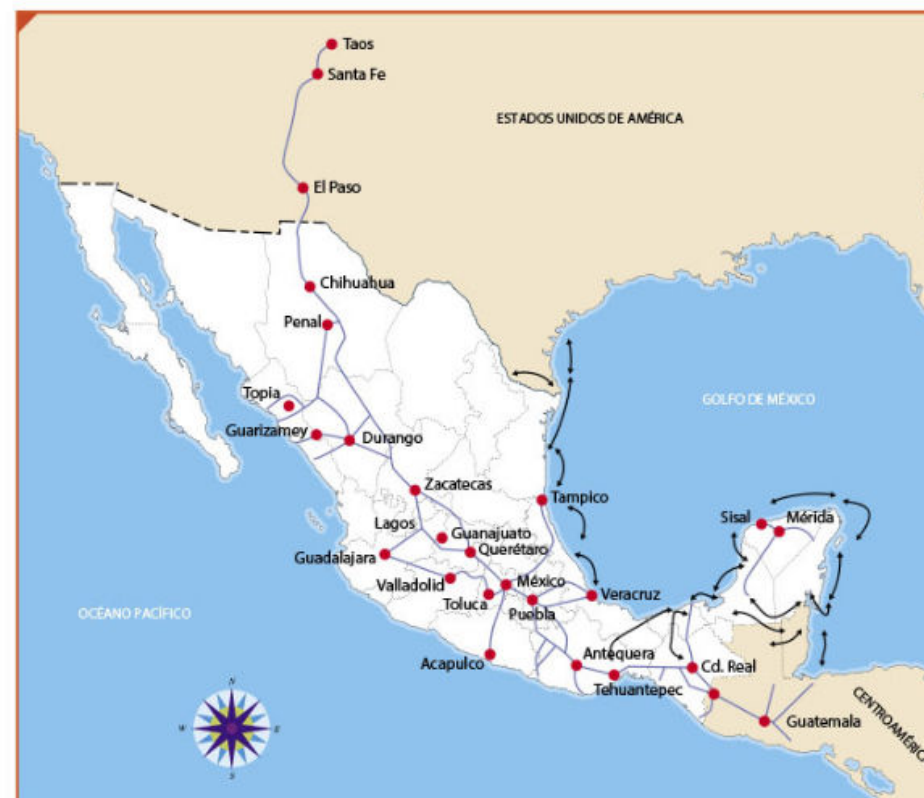 Taos
Santa Fe
ESTADOS UNIDOS DE AMÉRICA
El Paso
Chihuahua
Penal
Topia
GOLFO DE MÉXICO
Guarizamey
Durango
Zacatecas
Tampico
Lagos
Guanajuato
Sisal
Mérida
Guadalajara
Querétaro
Valladolid
México
Toluca
Puebla
Veracruz
OCÉANO PACÍFICO
Acapulco
Antequera
Cd. Real
Tehuantepec
N
W
E
S
Guatemala
CENTROAMÉRIC